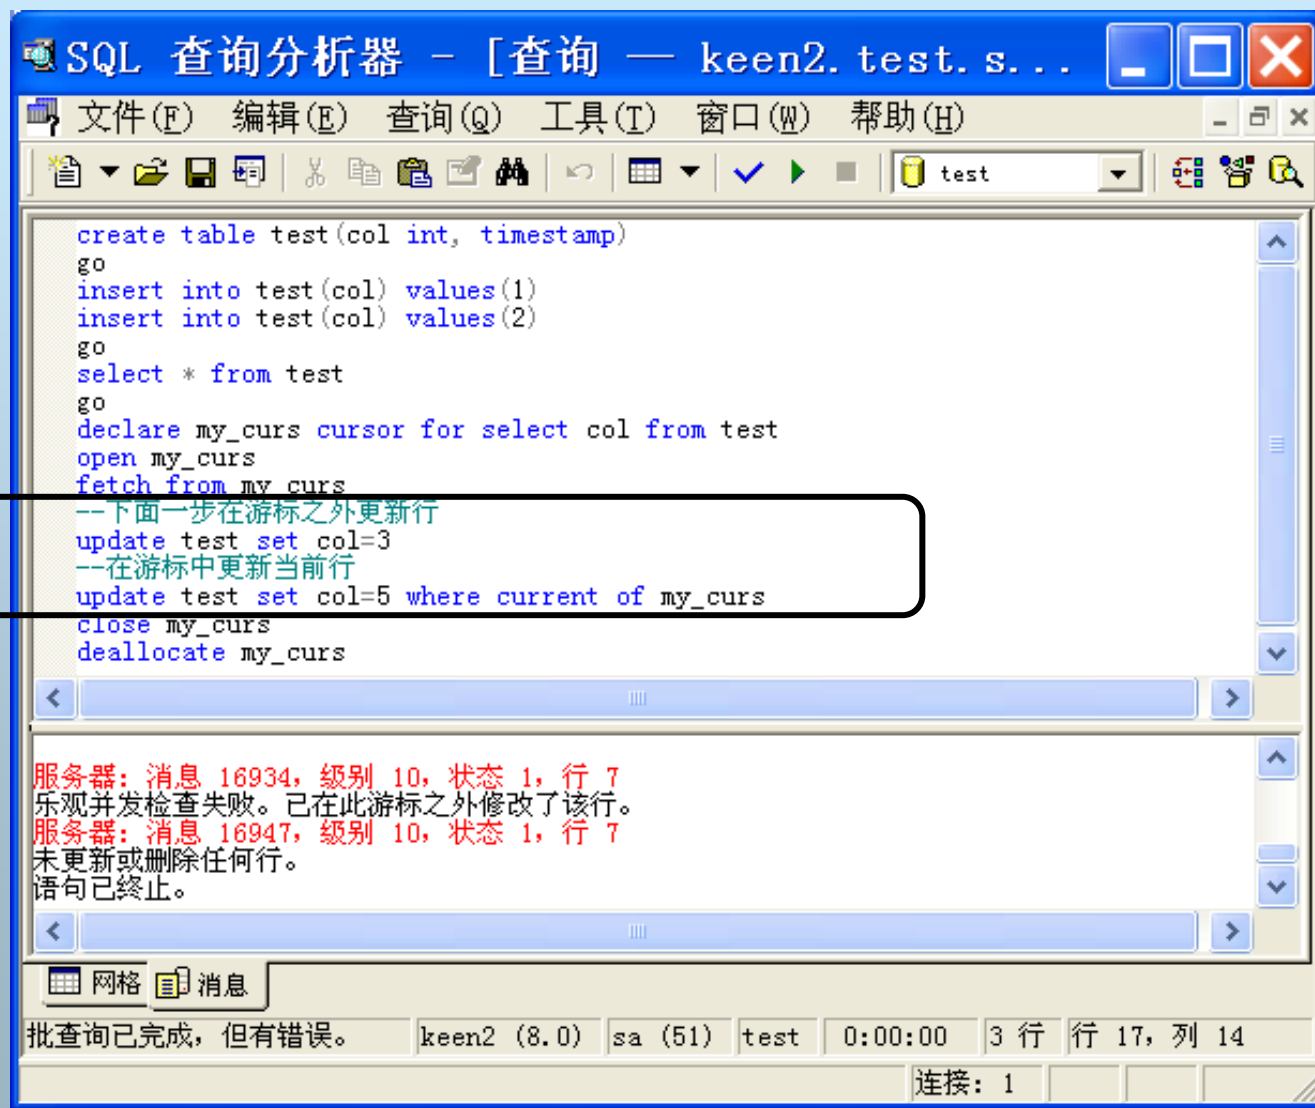 SQL 查询分析器 - [查询 — keen2.test.s...
文件(F) 编辑(E) 查询(Q) 工具(T) 窗口(W) 帮助(H)
test
create table test(col int, timestamp)
go
insert into test(col) values(1)
insert into test(col) values(2)
go
select * from test
go
declare my_curs cursor for select col from test
open my_curs
fetch from my_curs
--下面一步在游标之外更新行
update test set col=3
--在游标中更新当前行
update test set col=5 where current of my_curs
close my_curs
deallocate my_curs
服务器: 消息 16934，级别 10，状态 1，行 7
乐观并发检查失败。已在此游标之外修改了该行。
服务器: 消息 16947，级别 10，状态 1，行 7
未更新或删除任何行。
语句已终止。
网格 消息
批查询已完成，但有错误。 keen2 (8.0) sa (51) test 0:00:00 3 行 行 17，列 14
连接: 1